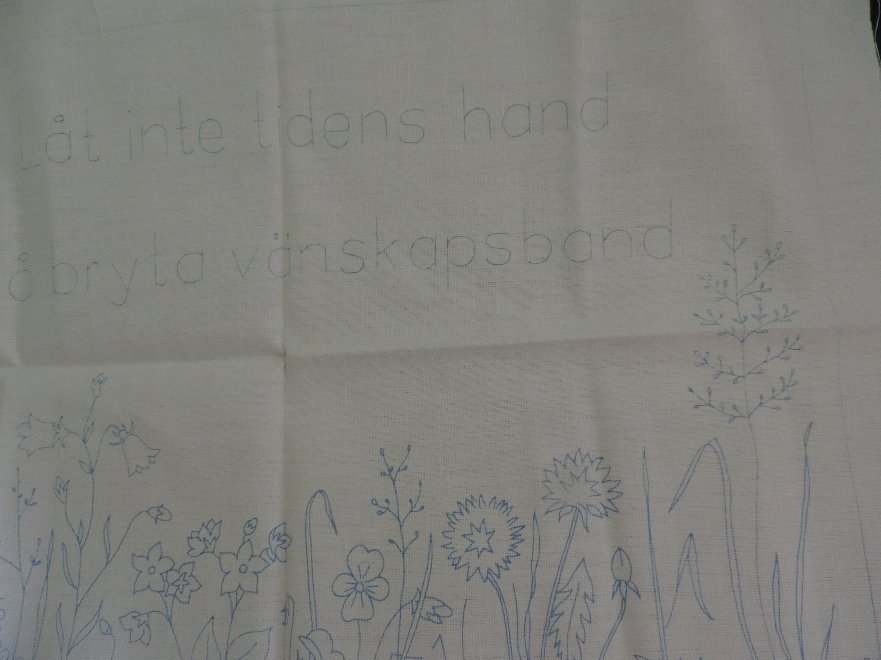 Låt inte tidens hand
å bryta vänskapsband